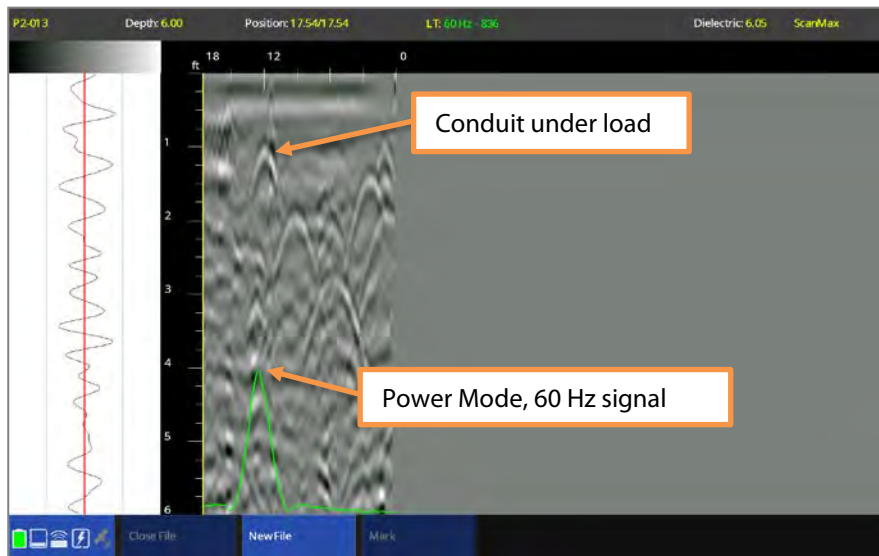 P2-013 Depth: 6.00 Position: 17.54/17.54 LT: 60 Hz - 836 Dielectric: 6.05 ScanMax
ft 18 12 0
Conduit under load
1
2
3
4
Power Mode, 60 Hz signal
5
6
Close File NewFile Mark